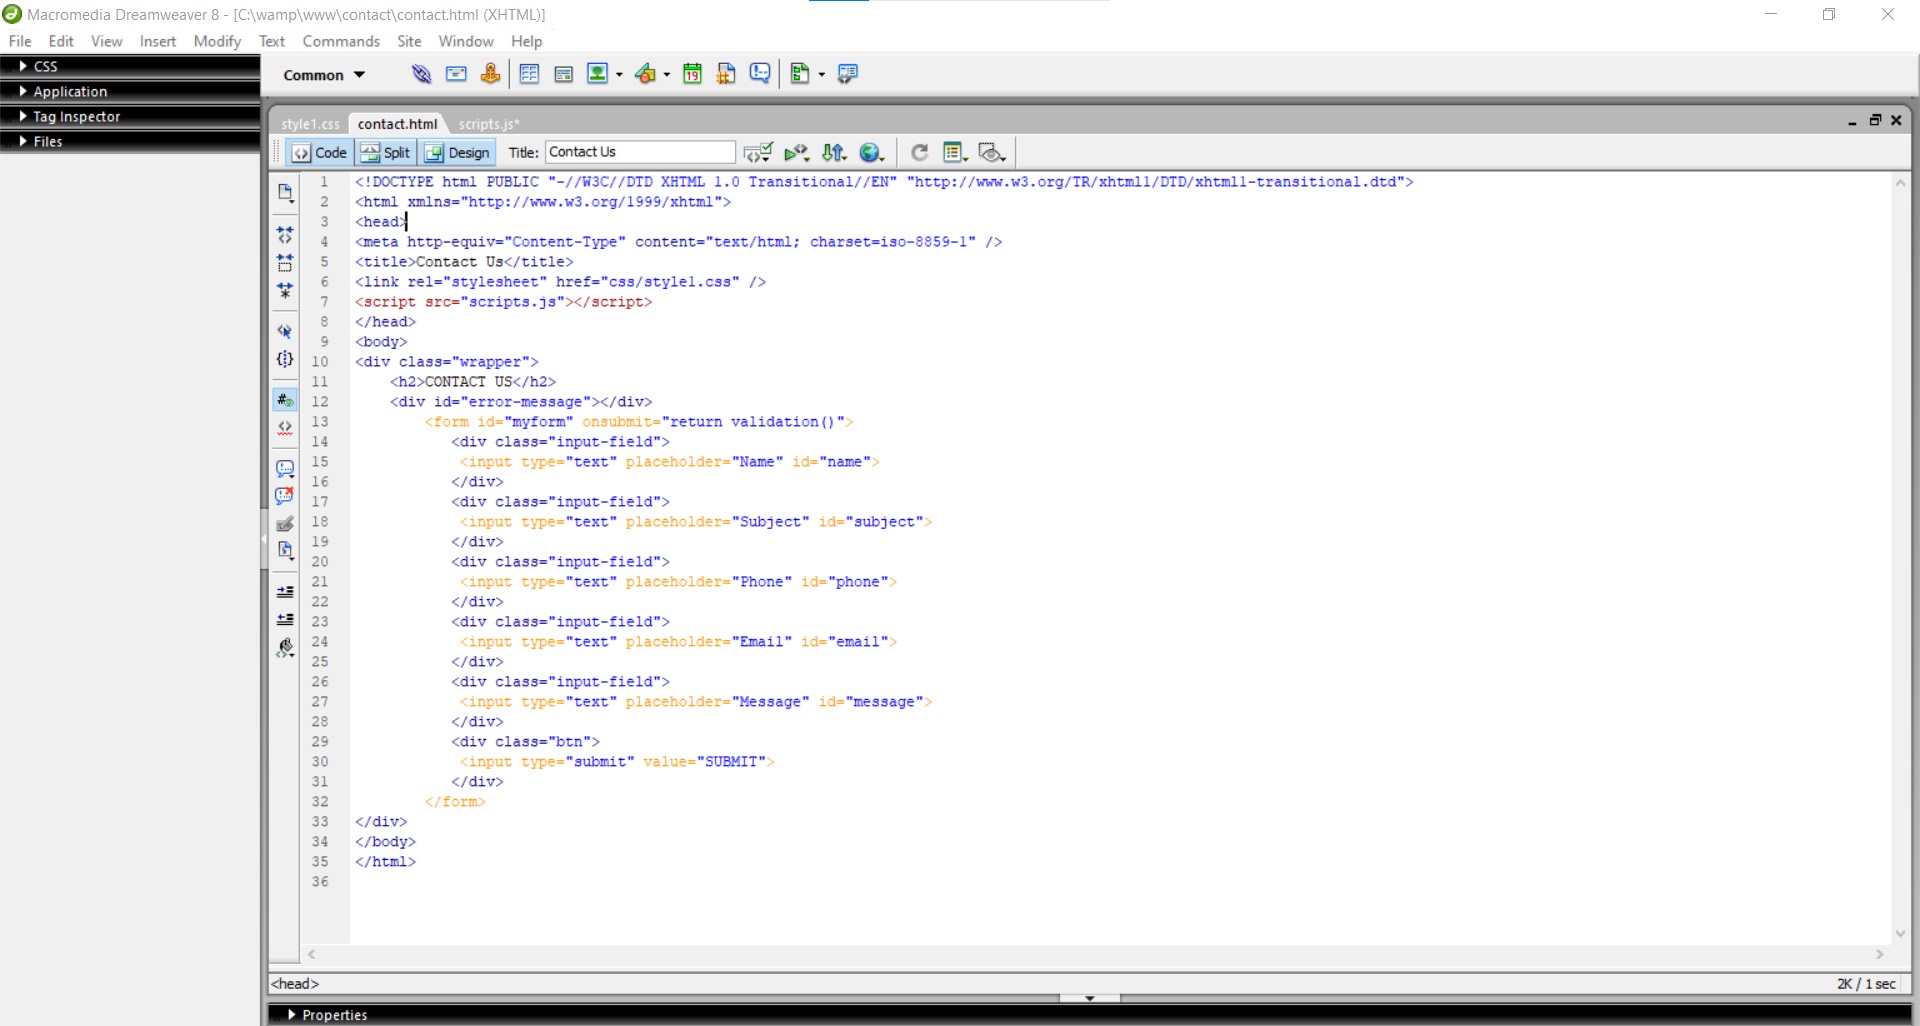 Macromedia Dreamweaver 8 - [C:\wamp\www\contact\contact.html (XHTML)]
File Edit View Insert Modify Text Commands Site Window Help
CSS
Application
Tag Inspector
Files
Common
19
style1.css contact.html scripts.js*
Code Split Design Title: Contact Us
1 <!DOCTYPE html PUBLIC "-//W3C//DTD XHTML 1.0 Transitional//EN" "http://www.w3.org/TR/xhtml1/DTD/xhtml1-transitional.dtd">
2 <html xmlns="http://www.w3.org/1999/xhtml">
3 <head>
4 <meta http-equiv="Content-Type" content="text/html; charset=iso-8859-1" />
5 <title>Contact Us</title>
6 <link rel="stylesheet" href="css/style1.css" />
7 <script src="scripts.js"></script>
8 </head>
9 <body>
10 <div class="wrapper">
11 <h2>CONTACT US</h2>
12 <div id="error-message"></div>
13 <form id="myform" onsubmit="return validation()">
14 <div class="input-field">
15 <input type="text" placeholder="Name" id="name">
16 </div>
17 <div class="input-field">
18 <input type="text" placeholder="Subject" id="subject">
19 </div>
20 <div class="input-field">
21 <input type="text" placeholder="Phone" id="phone">
22 </div>
23 <div class="input-field">
24 <input type="text" placeholder="Email" id="email">
25 </div>
26 <div class="input-field">
27 <input type="text" placeholder="Message" id="message">
28 </div>
29 <div class="btn">
30 <input type="submit" value="SUBMIT">
31 </div>
32 </form>
33 </div>
34 </body>
35 </html>
36
<head> 2K / 1 sec
Properties